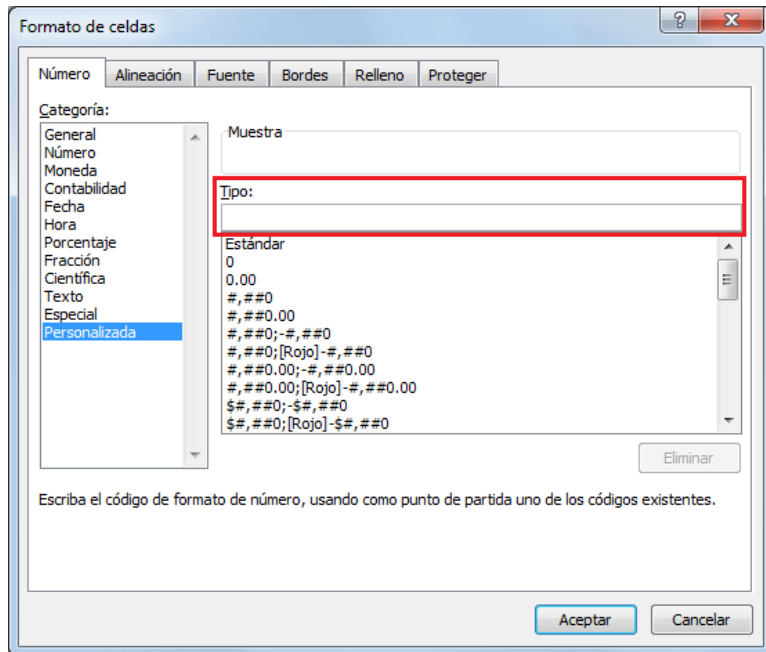 Formato de celdas
Número Alineación Fuente Bordes Relleno Proteger
Categoría:
General
Número
Moneda
Contabilidad
Fecha
Hora
Porcentaje
Fracción
Científica
Texto
Especial
Personalizada
Muestra
Tipo:
Estándar
0
0.00
#,##0
#,##0.00
#,##0;-#,##0
#,##0;[Rojo]-#,##0
#,##0.00;-#,##0.00
#,##0.00;[Rojo]-#,##0.00
$#,##0;-$#,##0
$#,##0;[Rojo]-$#,##0
Eliminar
Escriba el código de formato de número, usando como punto de partida uno de los códigos existentes.
Aceptar Cancelar